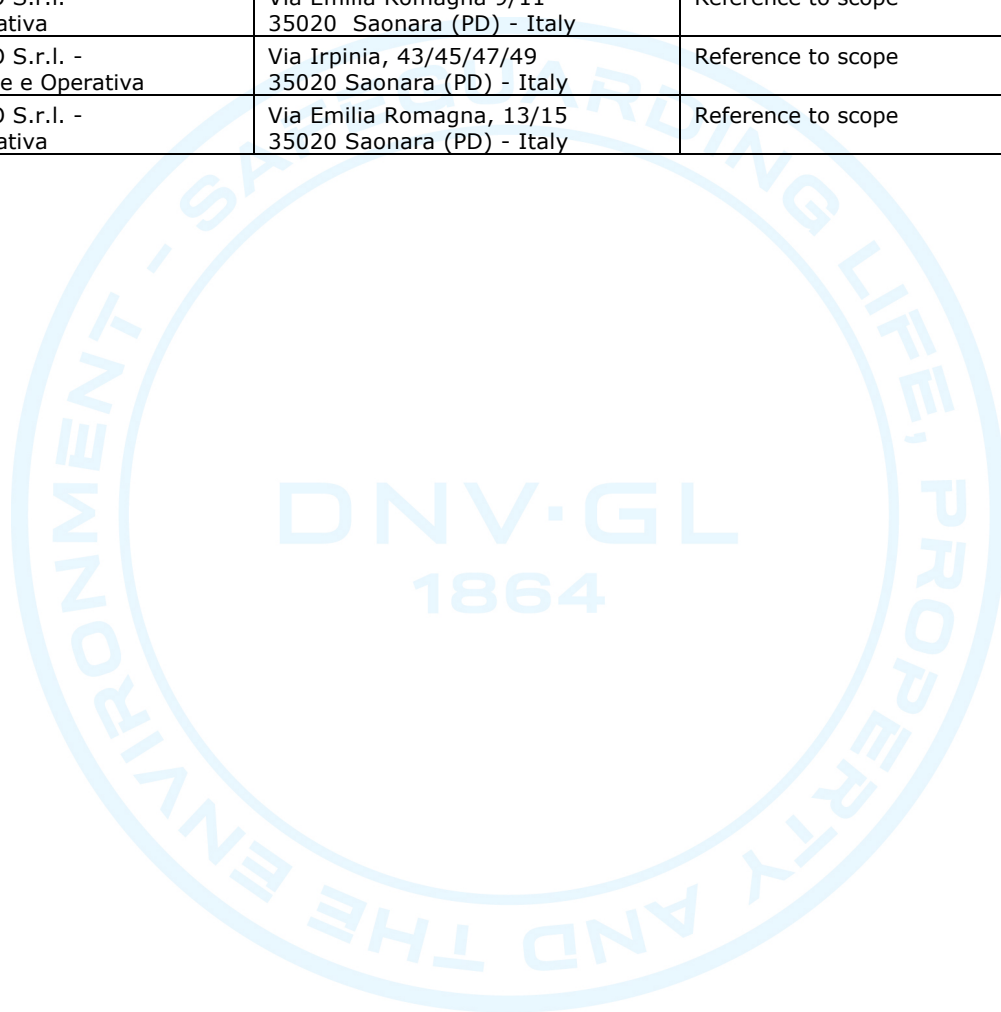 S.r.l.
Via Emilia Romagna 9/11
Reference to scope
ativa
35020 Saonara (PD) - Italy
S.r.l. -
Via Irpinia, 43/45/47/49
Reference to scope
e e Operativa
35020 Saonara (PD) - Italy
S.r.l. -
Via Emilia Romagna, 13/15
Reference to scope
ativa
35020 Saonara (PD) - Italy
SAFEGUARDING LIFE, PROPERTY AND THE ENVIRONMENT -
DNV·GL
1864